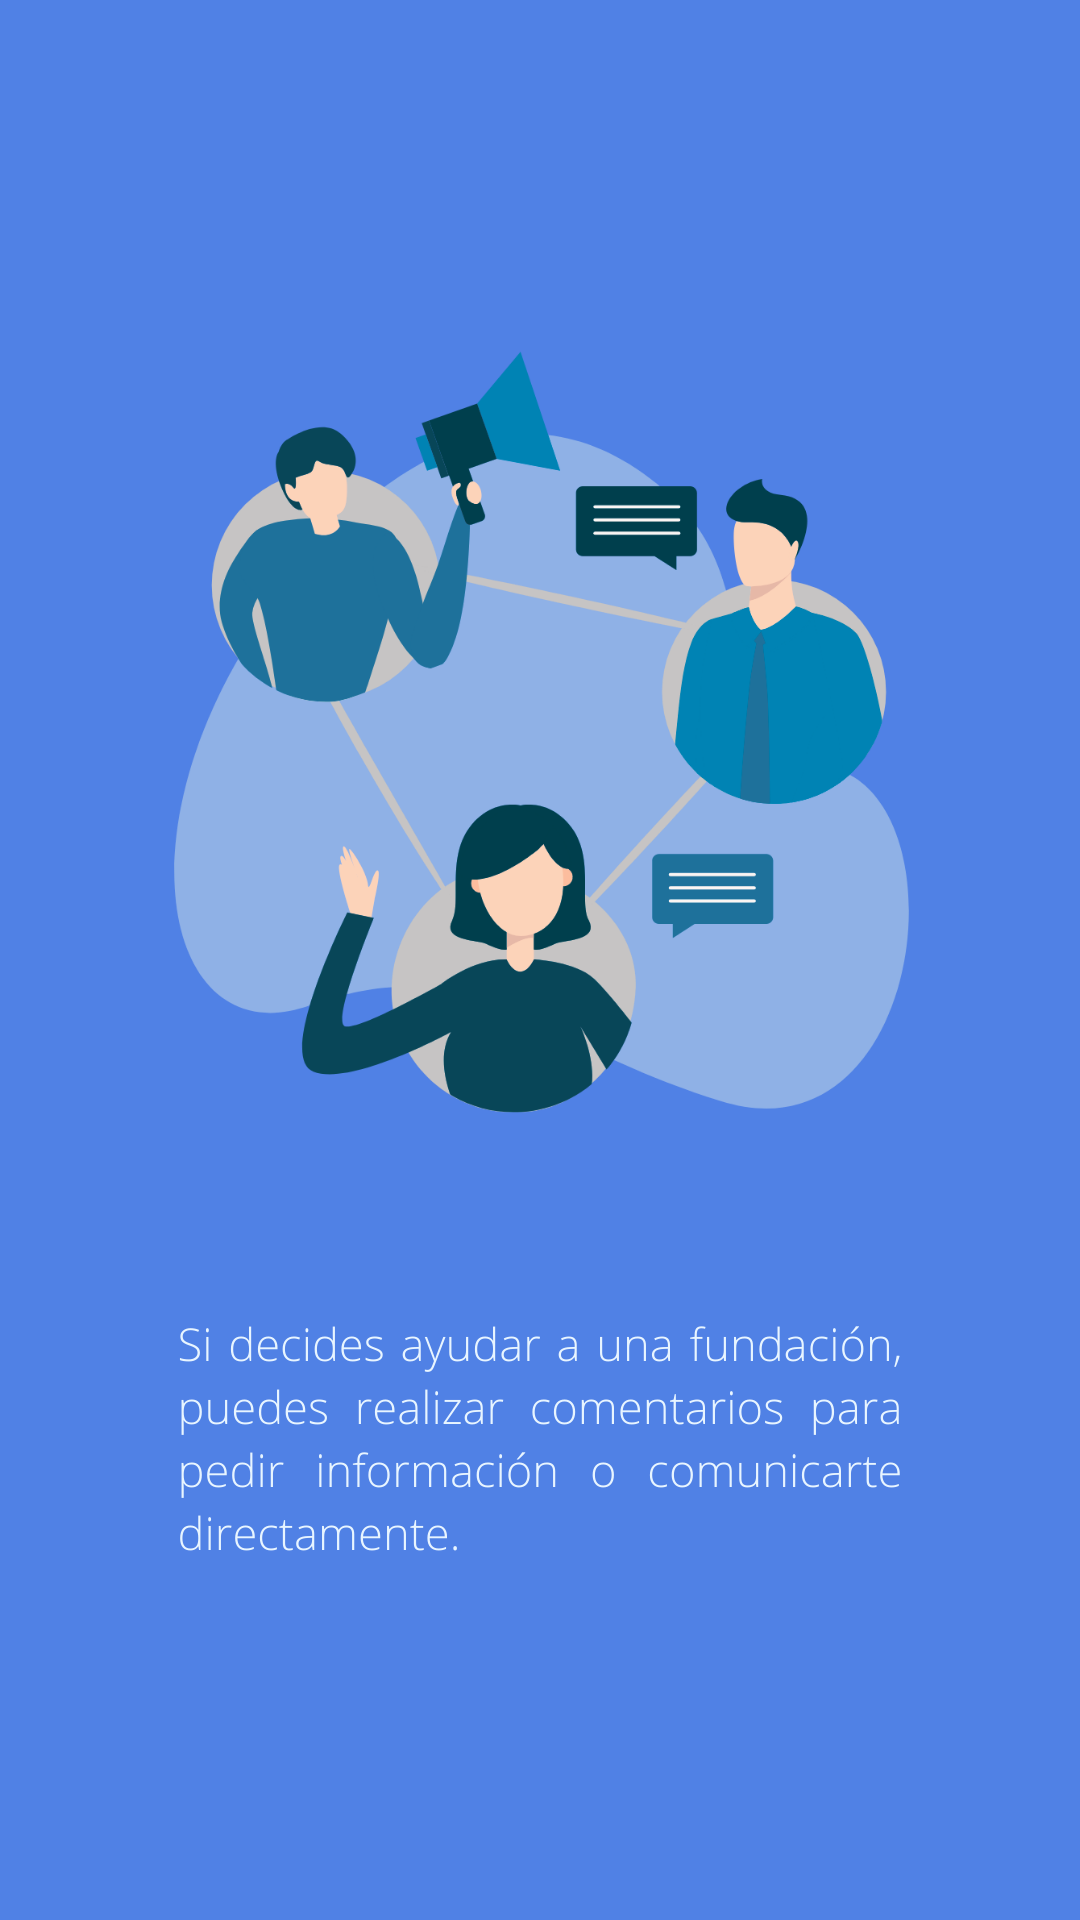 Si decides ayudar a una fundación,
puedes realizar comentarios para
pedir información o comunicarte
directamente.